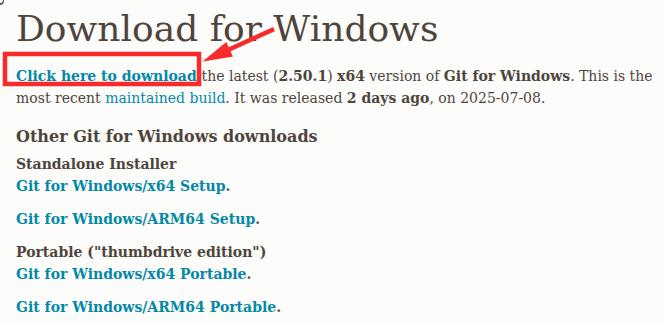 Download for Windows
Click here to download the latest (2.50.1) x64 version of Git for Windows. This is the
most recent maintained build. It was released 2 days ago, on 2025-07-08.
Other Git for Windows downloads
Standalone Installer
Git for Windows/x64 Setup.
Git for Windows/ARM64 Setup.
Portable ("thumbdrive edition")
Git for Windows/x64 Portable.
Git for Windows/ARM64 Portable.